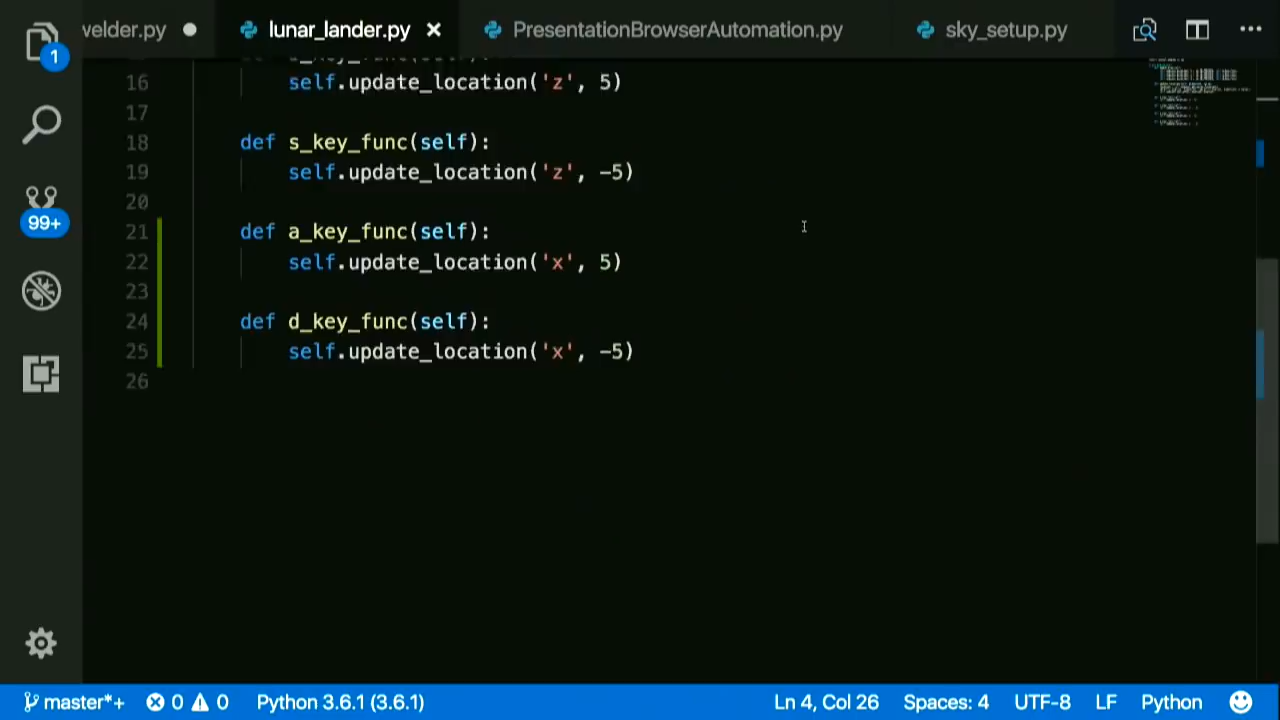 velder.py lunar_lander.py PresentationBrowserAutomation.py sky_setup.py
1
16 self.update_location('z', 5)
17
18 def s_key_func(self):
19 self.update_location('z', -5)
20
99+
21 def a_key_func(self):
22 self.update_location('x', 5)
23
24 def d_key_func(self):
25 self.update_location('x', -5)
26
master*+ 0 0 Python 3.6.1 (3.6.1) Ln 4, Col 26 Spaces: 4 UTF-8 LF Python